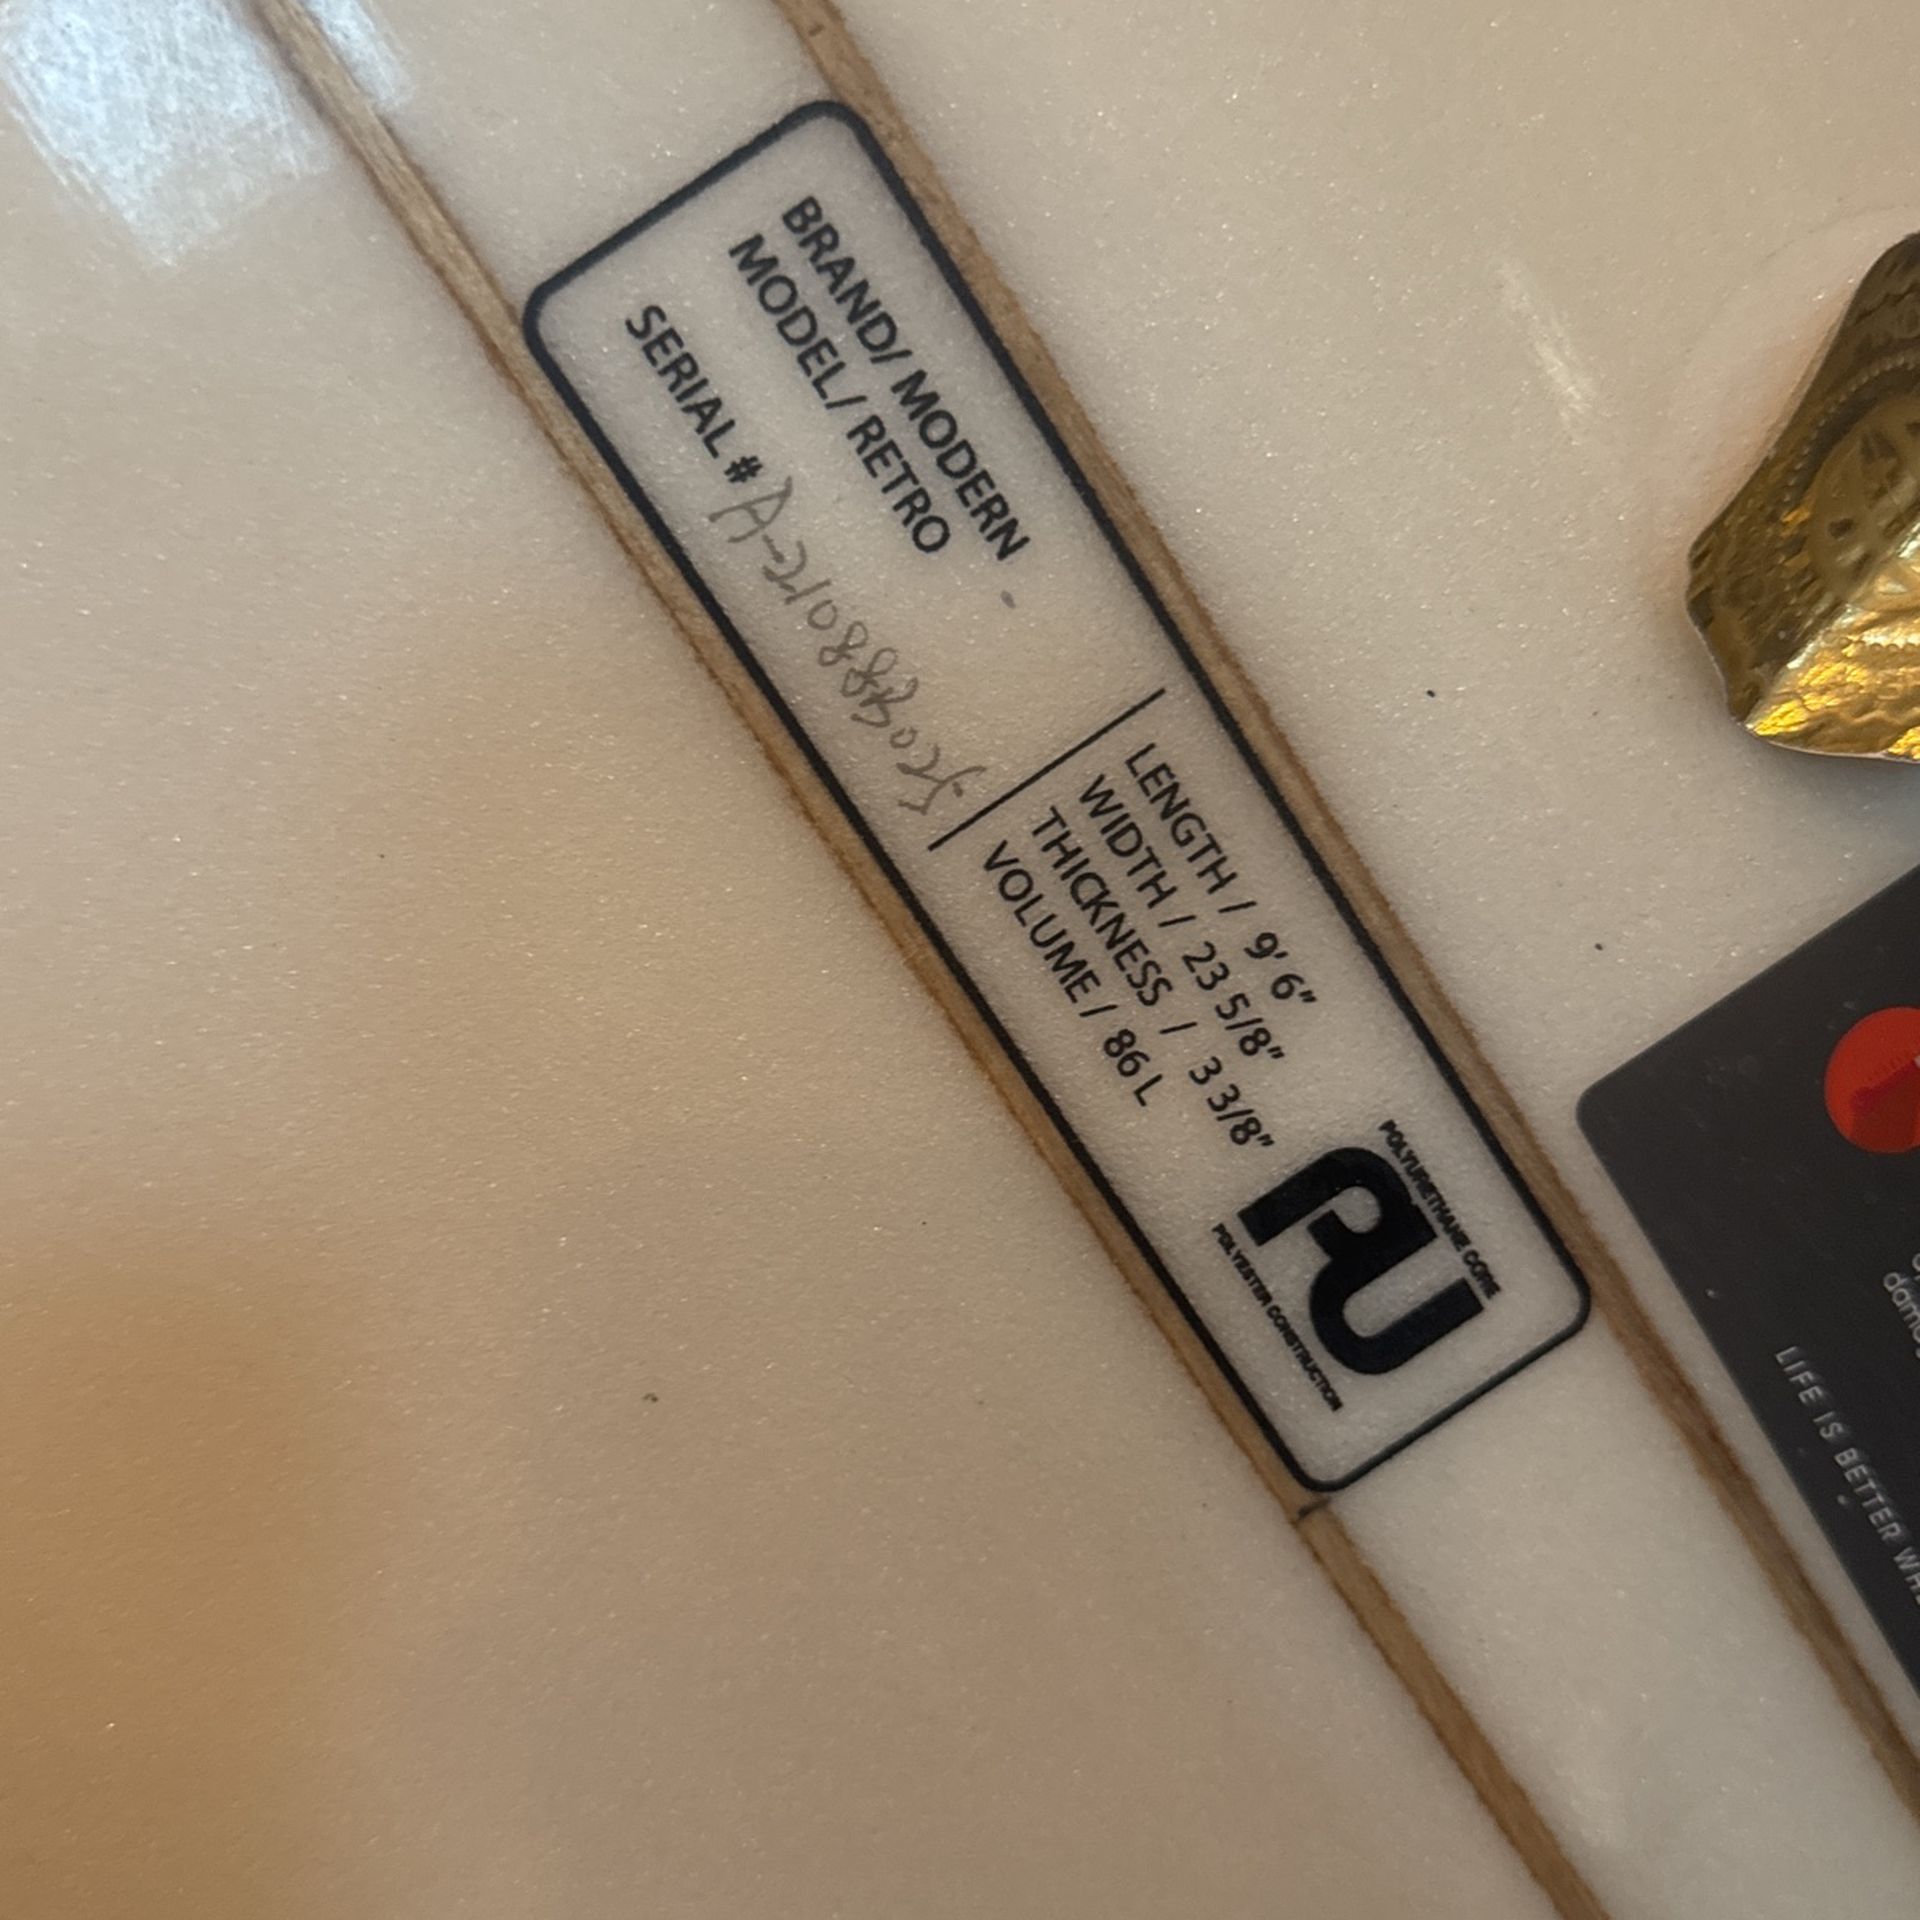 BRAND/ MODERN
MODEL/ RETRO
SERIAL #
LENGTH / 9' 6"
WIDTH / 23 5/8"
THICKNESS / 3 3/8"
VOLUME / 86 L
POLYURETHANE CORE
PU
POLYESTER CONSTRUCTION
LIFE IS BETTER